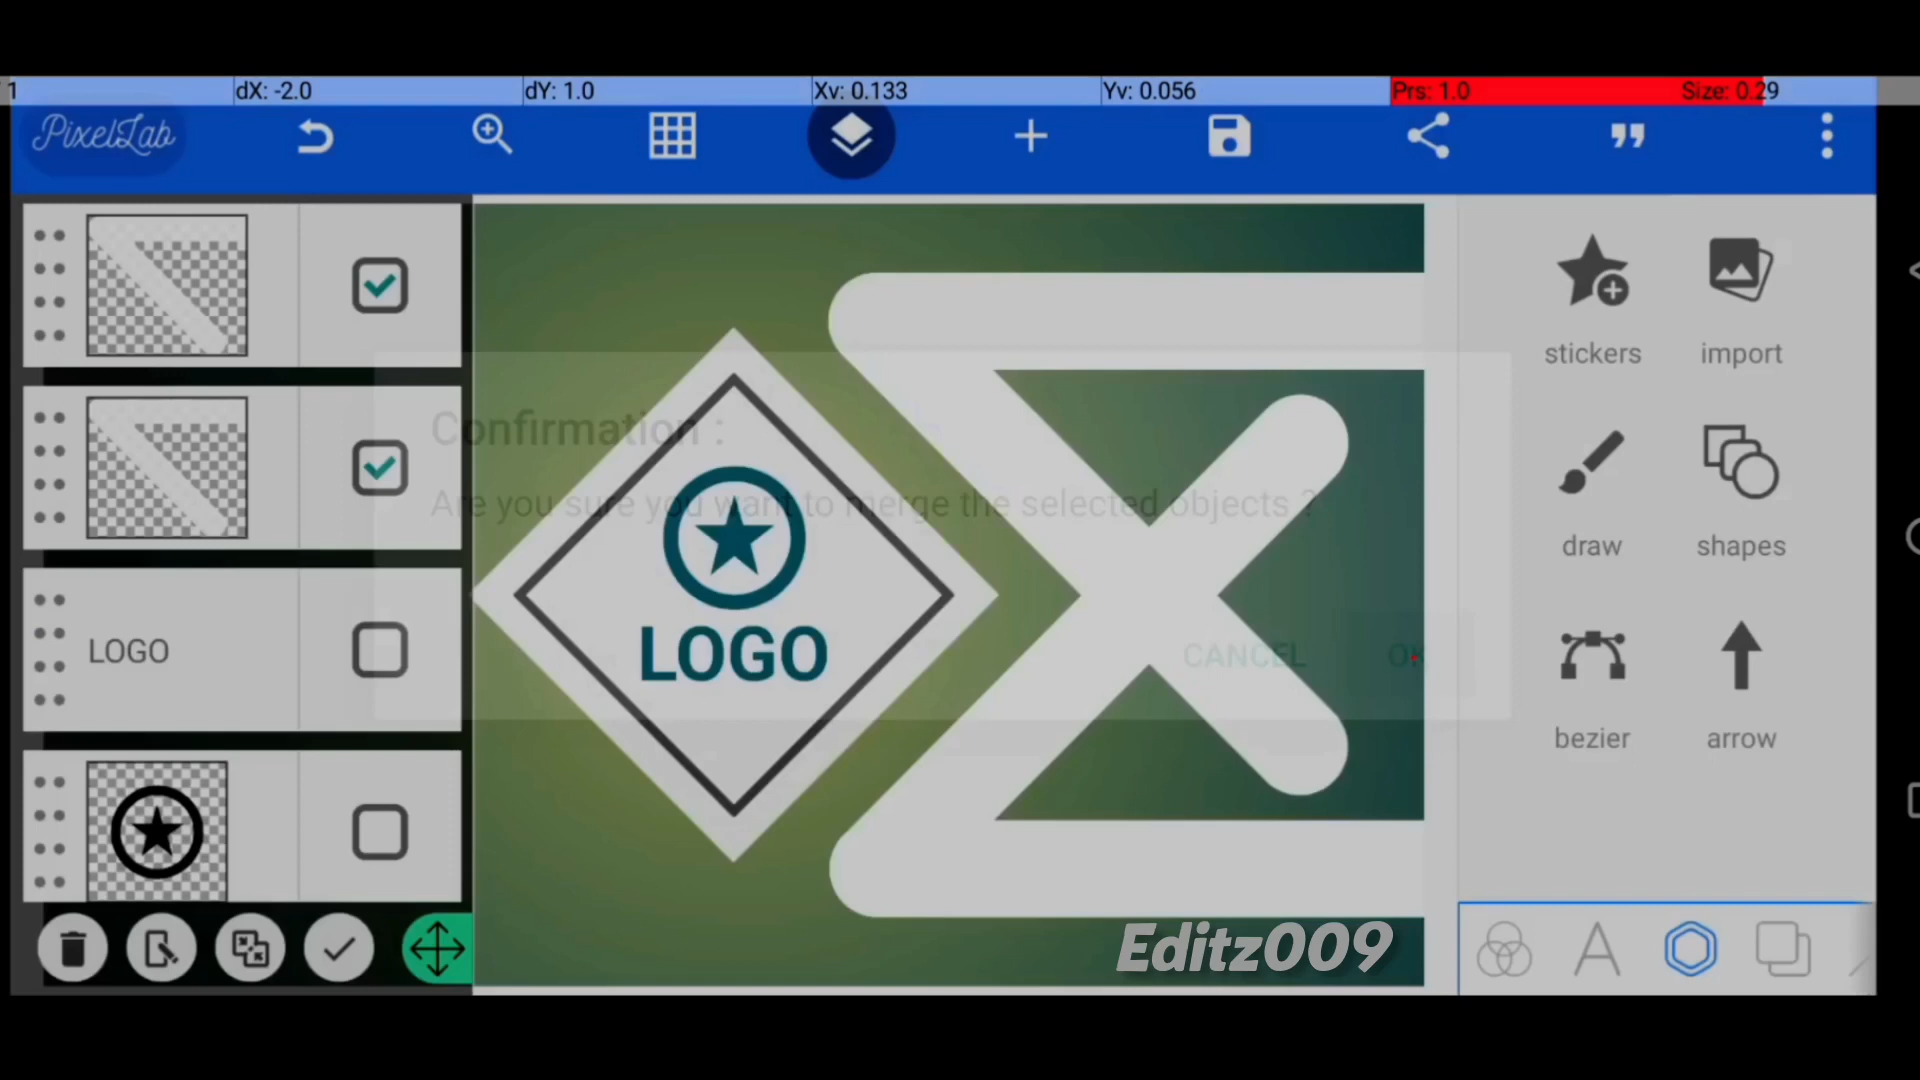 1
dX: -2.0
dY: 1.0
Xv: 0.133
Yv: 0.056
Prs: 1.0
Size: 0.29
PixelLab
LOGO
Confirmation :
Are you sure you want to merge the selected objects ?
LOGO
CANCEL
OK
Editz009
stickers
import
draw
shapes
bezier
arrow